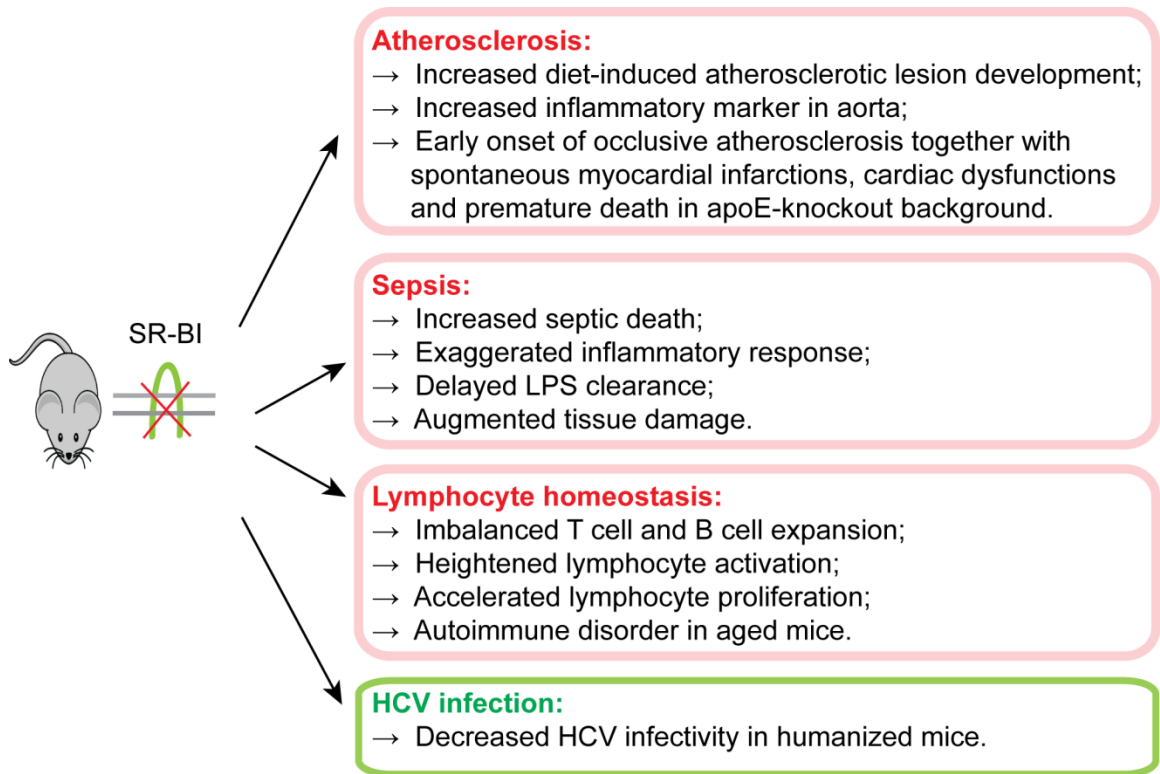 Atherosclerosis:
→ Increased diet-induced atherosclerotic lesion development;
→ Increased inflammatory marker in aorta;
→ Early onset of occlusive atherosclerosis together with
spontaneous myocardial infarctions, cardiac dysfunctions
and premature death in apoE-knockout background.
SR-BI
Sepsis:
→ Increased septic death;
→ Exaggerated inflammatory response;
→ Delayed LPS clearance;
→ Augmented tissue damage.
Lymphocyte homeostasis:
→ Imbalanced T cell and B cell expansion;
→ Heightened lymphocyte activation;
→ Accelerated lymphocyte proliferation;
→ Autoimmune disorder in aged mice.
HCV infection:
→ Decreased HCV infectivity in humanized mice.